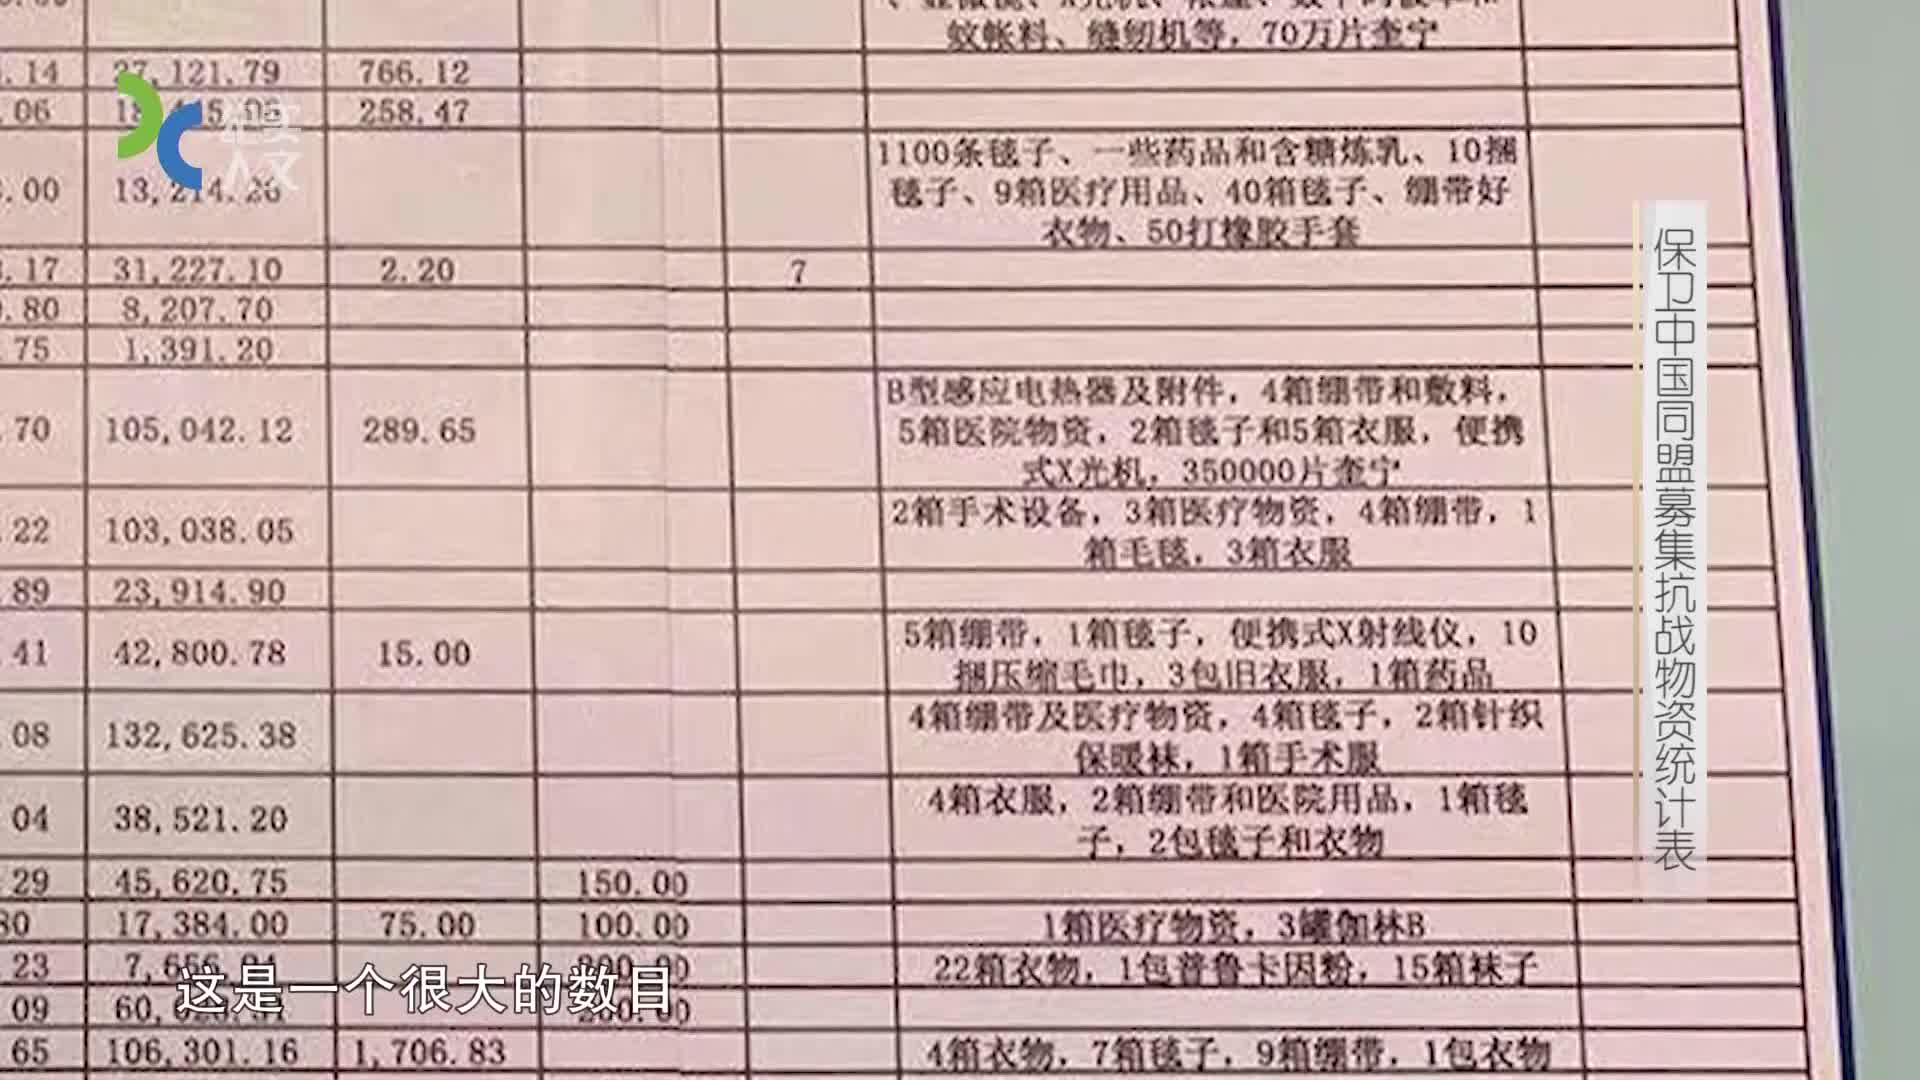 蚊帐料、缝纫机等，70万片奎宁
.14 27,121.79 766.12
.06 258.47
1100条毯子、一些药品和含糖炼乳、10捆
毯子、9箱医疗用品、40箱毯子、绷带好
衣物、50打橡胶手套
.00 13,214.26
.17 31,227.10 2.20 7
.80 8,207.70
75 1,391.20
B型感应电热器及附件，4箱绷带和敷料，
5箱医院物资，2箱毯子和5箱衣服，便携
式X光机，350000片奎宁
.70 105,042.12 289.65
2箱手术设备，3箱医疗物资，4箱绷带，1
箱毛毯，3箱衣服
.22 103,038.05
.89 23,914.90
5箱绷带，1箱毯子，便携式X射线仪，10
捆压缩毛巾，3包旧衣服，1箱药品
.41 42,800.78 15.00
4箱绷带及医疗物资，4箱毯子，2箱针织
保暖袜，1箱手术服
08 132,625.38
4箱衣服，2箱绷带和医院用品，1箱毯
子，2包毯子和衣物
04 38,521.20
.29 45,620.75 150.00
80 17,384.00 75.00 100.00 1箱医疗物资，3罐伽林B
.23 22箱衣物，1包普鲁卡因粉，15箱袜子
09
65 106,301.16 1,706.83 4箱衣物，7箱毯子，9箱绷带，1包衣物
保卫中国同盟募集抗战物资统计表
这是一个很大的数目
人文